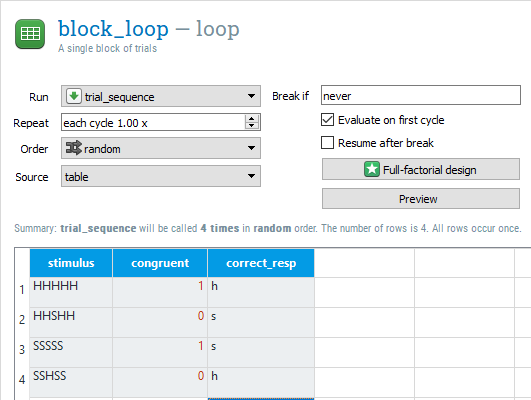 block_loop – loop
A single block of trials
Run trial_sequence Break if never
Repeat each cycle 1.00 x Evaluate on first cycle
Order random Resume after break
Source table Full-factorial design
Preview
Summary: trial_sequence will be called 4 times in random order. The number of rows is 4. All rows occur once.
stimulus congruent correct_resp
1 HHHHH 1 h
2 HHSHH 0 s
3 SSSSS 1 s
4 SSHSS 0 h